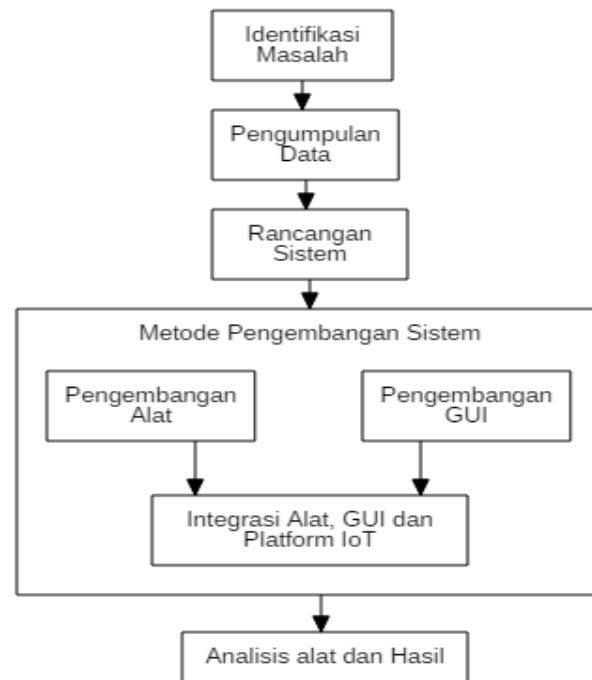 Identifikasi
Masalah
Pengumpulan
Data
Rancangan
Sistem
Metode Pengembangan Sistem
Pengembangan
Alat
Pengembangan
GUI
Integrasi Alat, GUI dan
Platform IoT
Analisis alat dan Hasil